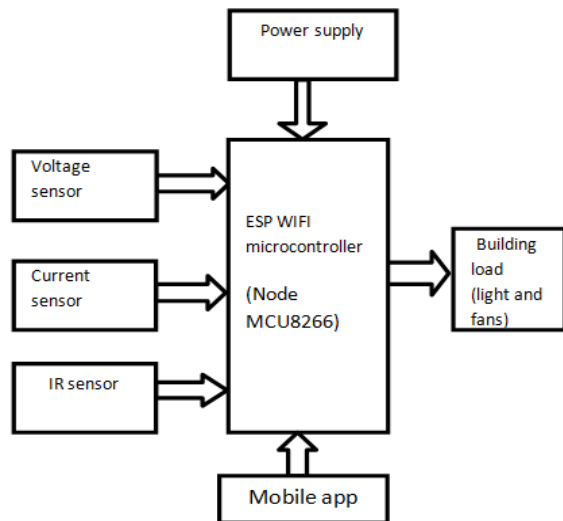 Power supply
Voltage
sensor
Current
sensor
IR sensor
ESP WIFI
microcontroller
(Node
MCU8266)
Building
load
(light and
fans)
Mobile app